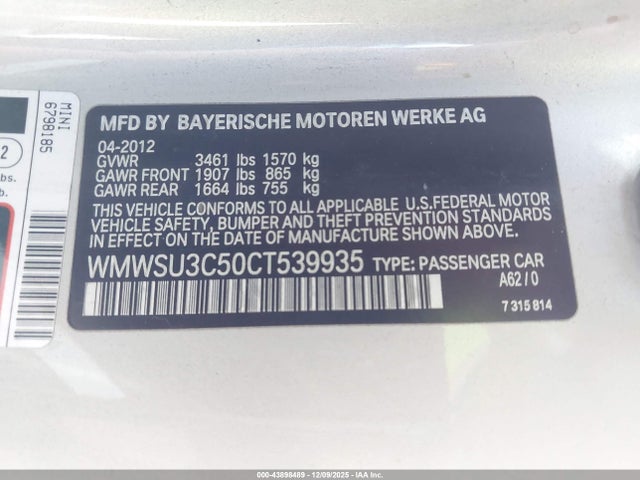 MFD BY BAYERISCHE MOTOREN WERKE AG
04-2012
GVWR 3461 lbs 1570 kg
GAWR FRONT 1907 lbs 865 kg
GAWR REAR 1664 lbs 755 kg
THIS VEHICLE CONFORMS TO ALL APPLICABLE U.S.FEDERAL MOTOR
VEHICLE SAFETY, BUMPER AND THEFT PREVENTION STANDARDS
IN EFFECT ON THE DATE OF MANUFACTURE SHOWN ABOVE.
WMWSU3C50CT539935 TYPE: PASSENGER CAR
A62/0
7 315 814
MINI
6798185
2
lbs.
lb.
000-43898489 - 12/09/2025 - IAA Inc.